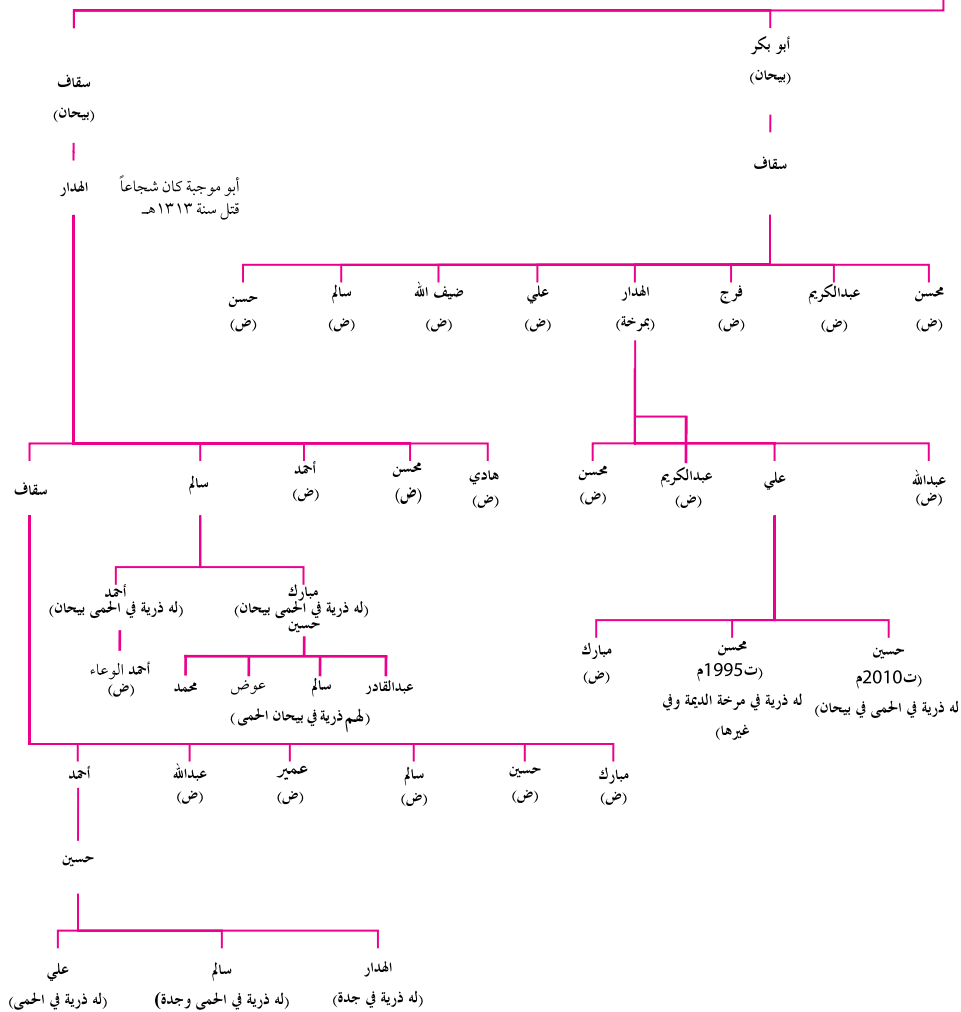 أبو بكر
(بيحان)
سقاف
(بيحان)
سقاف
الهدار
أبو موجبة كان شجاعاً
قتل سنة ١٣١٣هـ
محسن
(ض)
عبدالكريم
(ض)
فرج
(ض)
الهدار
(بمرخة)
علي
(ض)
ضيف الله
(ض)
سالم
(ض)
حسن
(ض)
عبدالله
(ض)
علي
عبدالكريم
(ض)
محسن
(ض)
هادي
(ض)
محسن
(ض)
أحمد
(ض)
سالم
سقاف
حسين
(ت2010م
له ذرية في الحمى في بيحان)
محسن
(ت1995م
له ذرية في مرخة الديمة وفي
غيرها)
مبارك
(ض)
مبارك
(له ذرية في الحمى بيحان)
حسين
أحمد
(له ذرية في الحمى بيحان)
عبدالقادر
سالم
عوض
محمد
(لهم ذرية في بيحان الحمى)
أحمد الوعاء
(ض)
مبارك
(ض)
حسين
(ض)
سالم
(ض)
عمير
(ض)
عبدالله
(ض)
أحمد
حسين
الهدار
(له ذرية في جدة)
سالم
(له ذرية في الحمى وجدة)
علي
(له ذرية في الحمى)